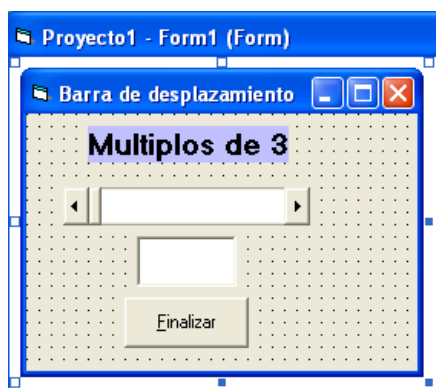 Proyecto1 - Form1 (Form)
Barra de desplazamiento
Multiplos de 3
Finalizar